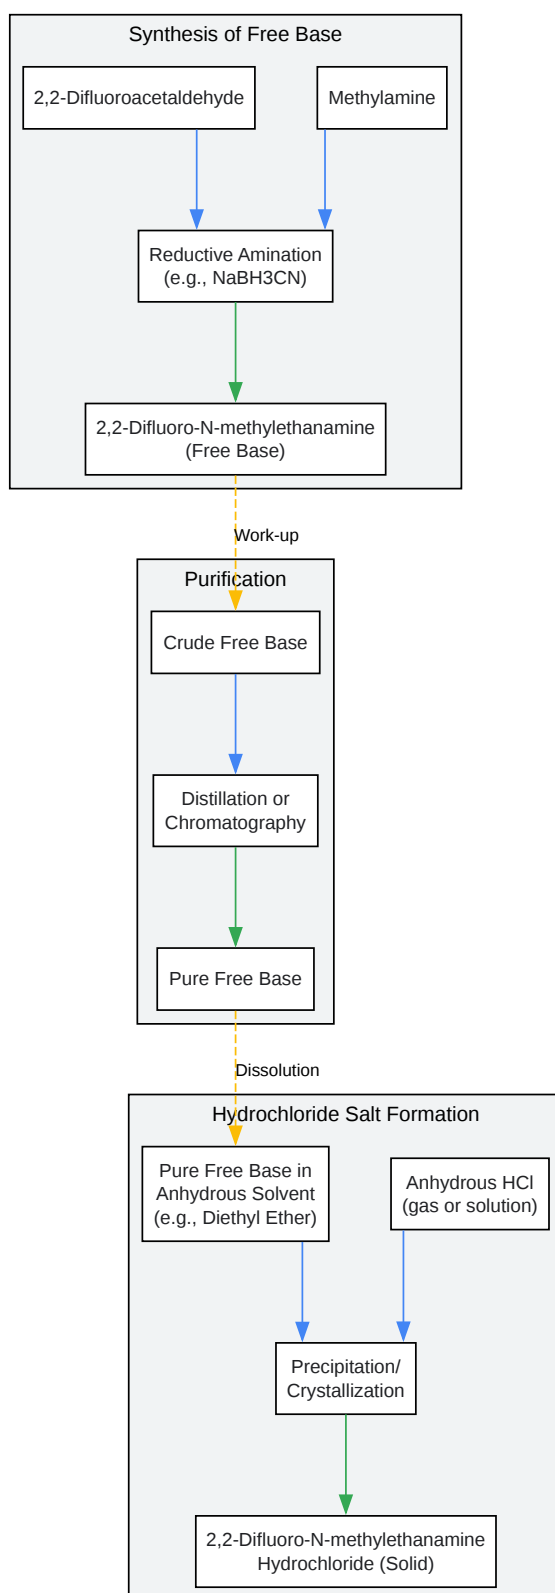 Synthesis of Free Base
2,2-Difluoroacetaldehyde
Methylamine
Reductive Amination
(e.g., NaBH3CN)
2,2-Difluoro-N-methylethanamine
(Free Base)
Work-up
Purification
Crude Free Base
Distillation or
Chromatography
Pure Free Base
Dissolution
Hydrochloride Salt Formation
Pure Free Base in
Anhydrous Solvent
(e.g., Diethyl Ether)
Anhydrous HCl
(gas or solution)
Precipitation/
Crystallization
2,2-Difluoro-N-methylethanamine
Hydrochloride (Solid)